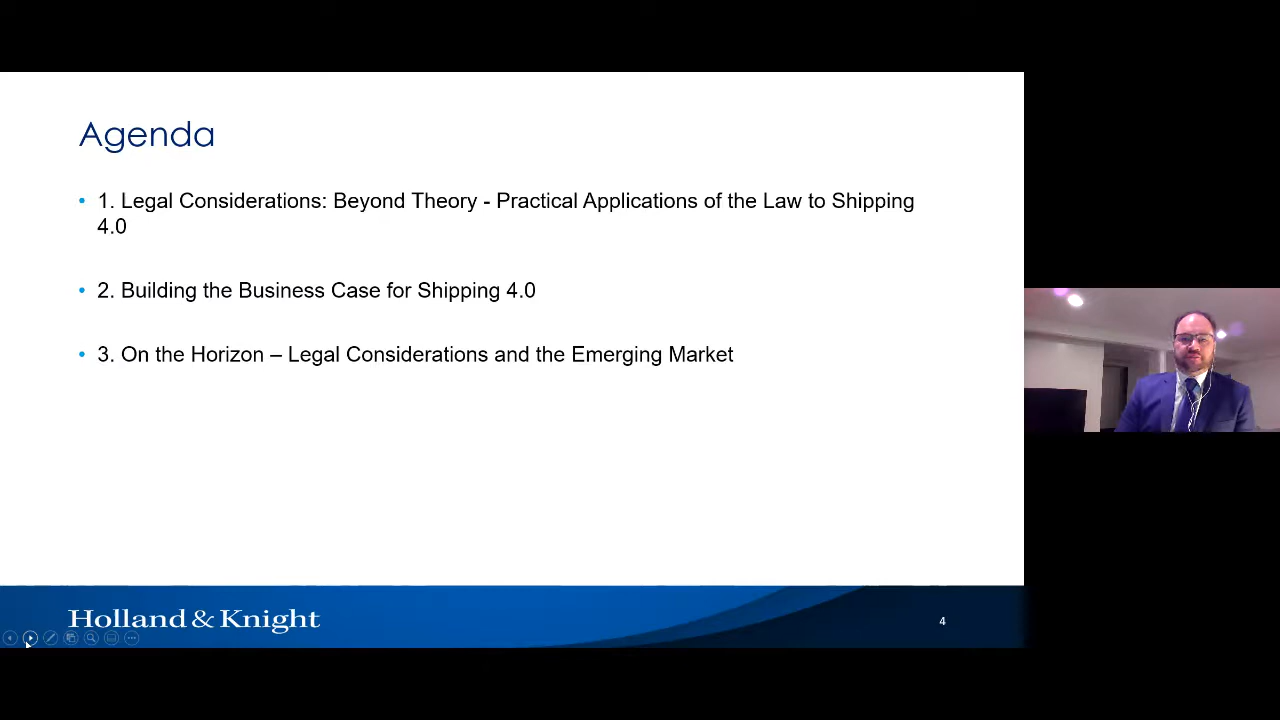 Agenda
• 1. Legal Considerations: Beyond Theory - Practical Applications of the Law to Shipping
4.0
• 2. Building the Business Case for Shipping 4.0
• 3. On the Horizon – Legal Considerations and the Emerging Market
Holland & Knight
4